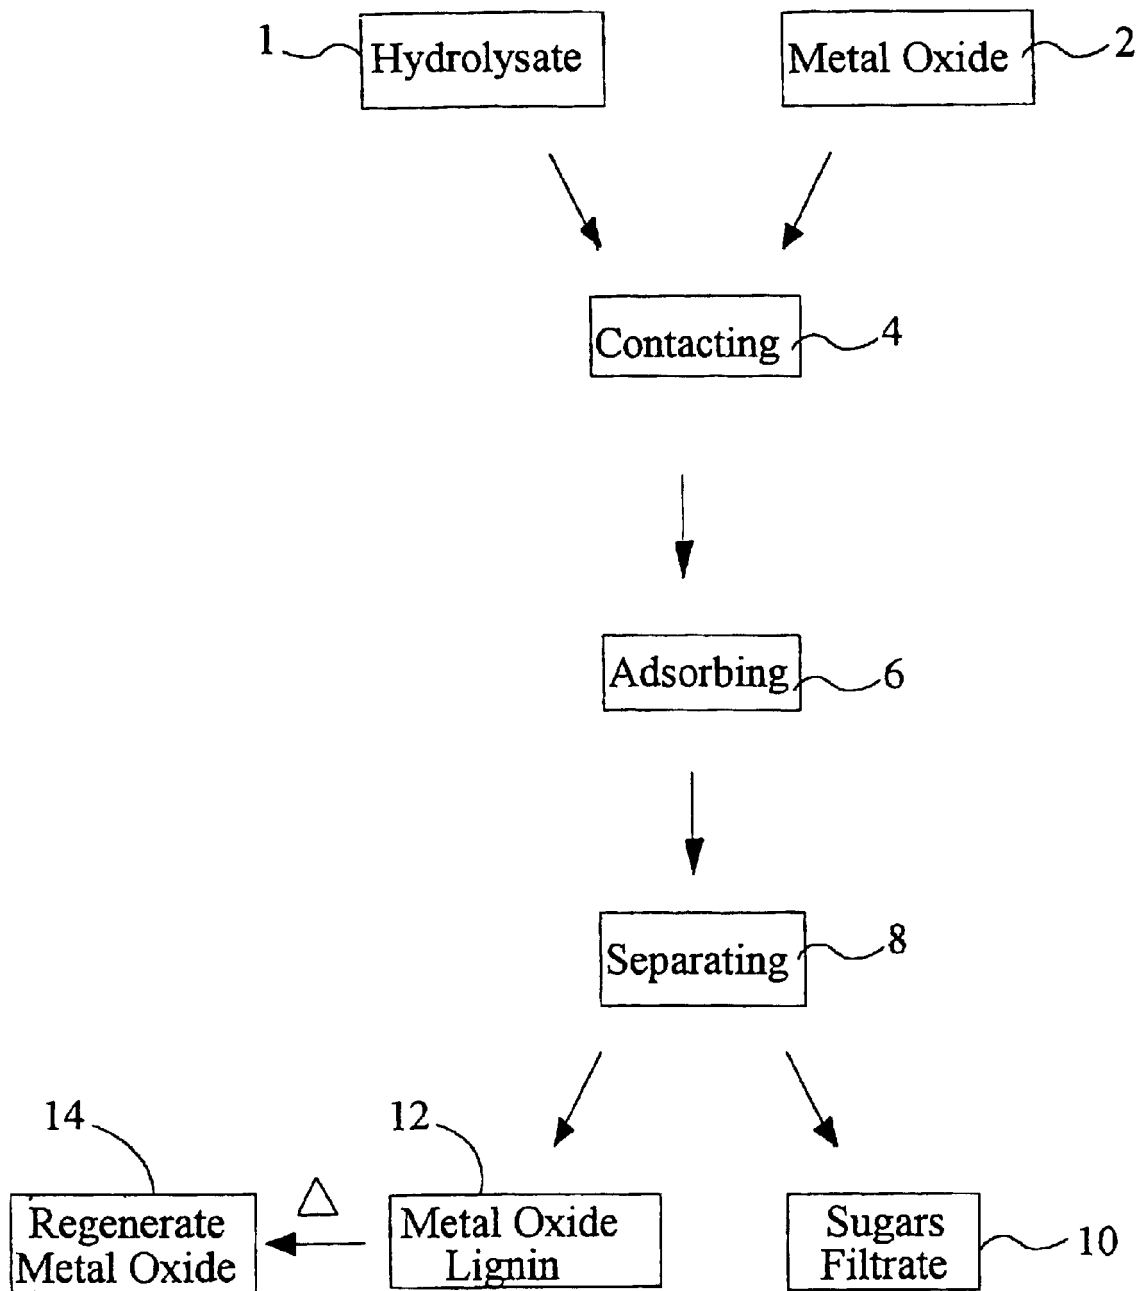 1
Hydrolysate
Metal Oxide
2
Contacting
4
Adsorbing
6
Separating
8
14
12
Regenerate
Metal Oxide
△
Metal Oxide
Lignin
Sugars
Filtrate
10